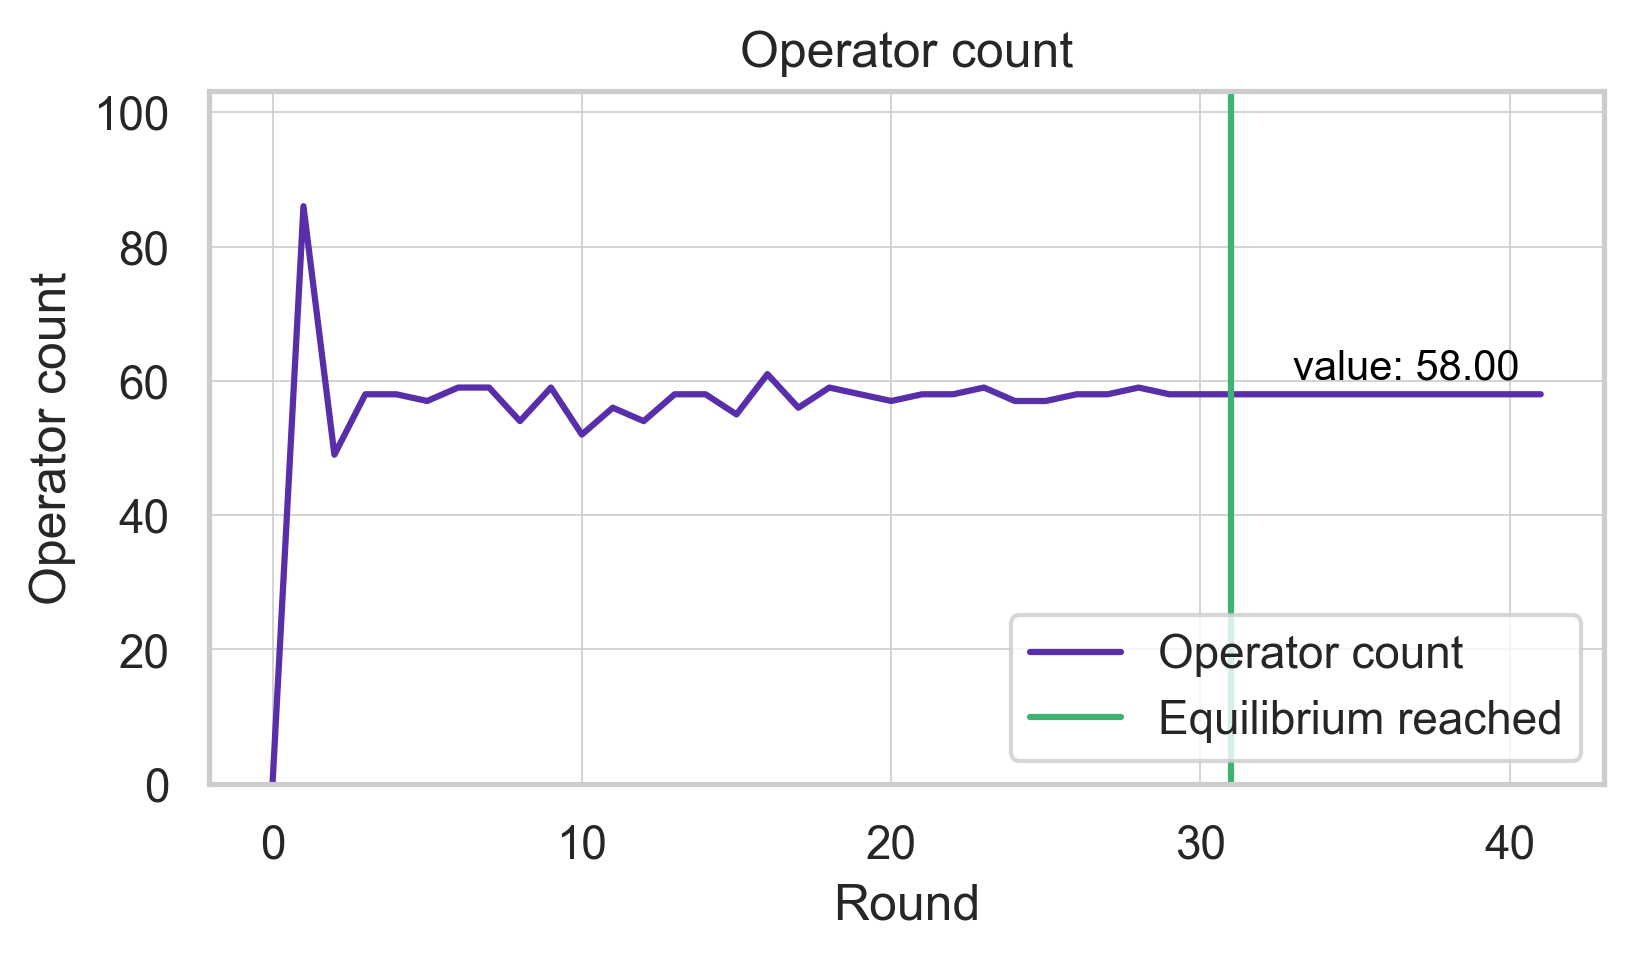 Operator count
100
80
60
40
20
0
Operator count
value: 58.00
Operator count
Equilibrium reached
0 10 20 30 40
Round